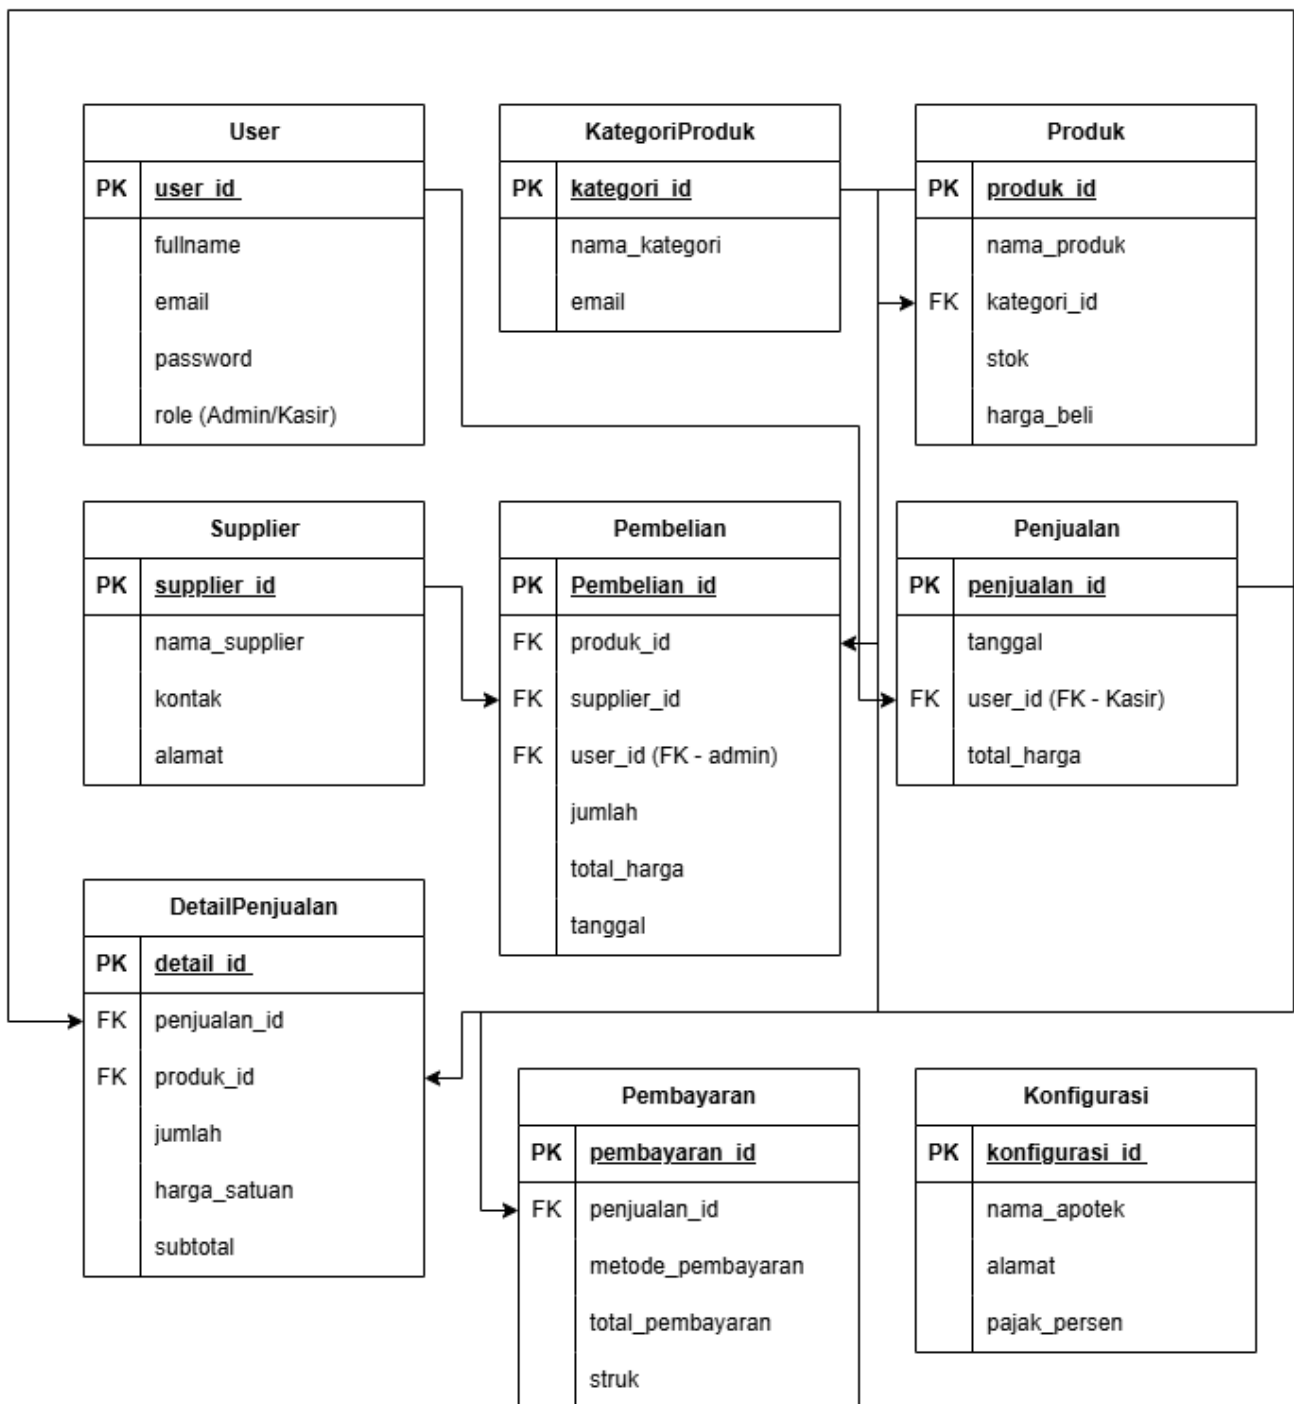 User
PK user_id
fullname
email
password
role (Admin/Kasir)
KategoriProduk
PK kategori_id
nama_kategori
email
Produk
PK produk_id
nama_produk
FK kategori_id
stok
harga_beli
Supplier
PK supplier_id
nama_supplier
kontak
alamat
Pembelian
PK Pembelian_id
FK produk_id
FK supplier_id
FK user_id (FK - admin)
jumlah
total_harga
tanggal
Penjualan
PK penjualan_id
tanggal
FK user_id (FK - Kasir)
total_harga
DetailPenjualan
PK detail_id
FK penjualan_id
FK produk_id
jumlah
harga_satuan
subtotal
Pembayaran
PK pembayaran_id
FK penjualan_id
metode_pembayaran
total_pembayaran
struk
Konfigurasi
PK konfigurasi_id
nama_apotek
alamat
pajak_persen